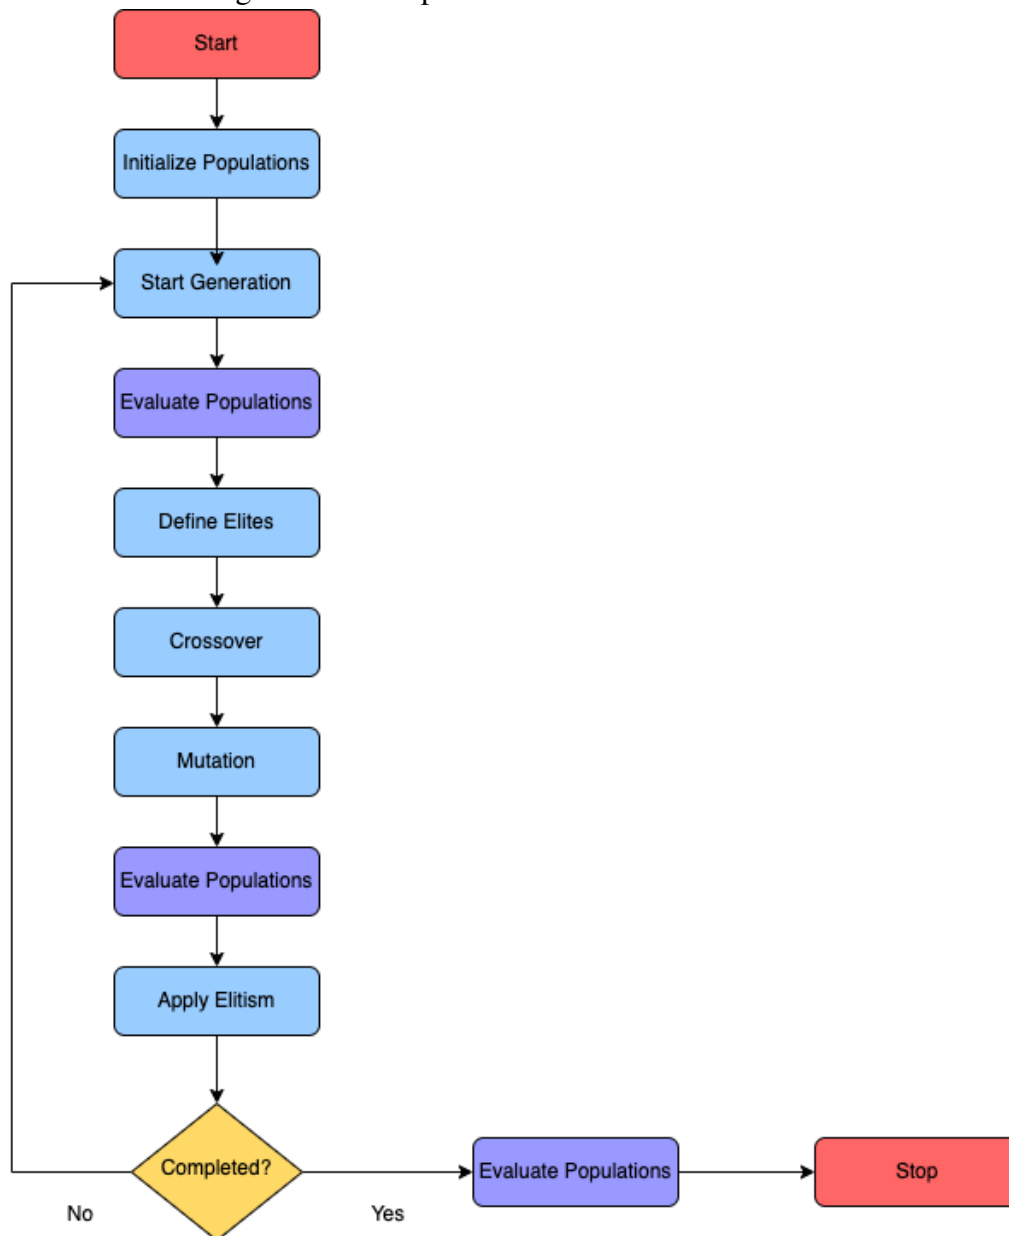 Start
Initialize Populations
Start Generation
Evaluate Populations
Define Elites
Crossover
Mutation
Evaluate Populations
Apply Elitism
Completed?
Evaluate Populations
Stop
No
Yes